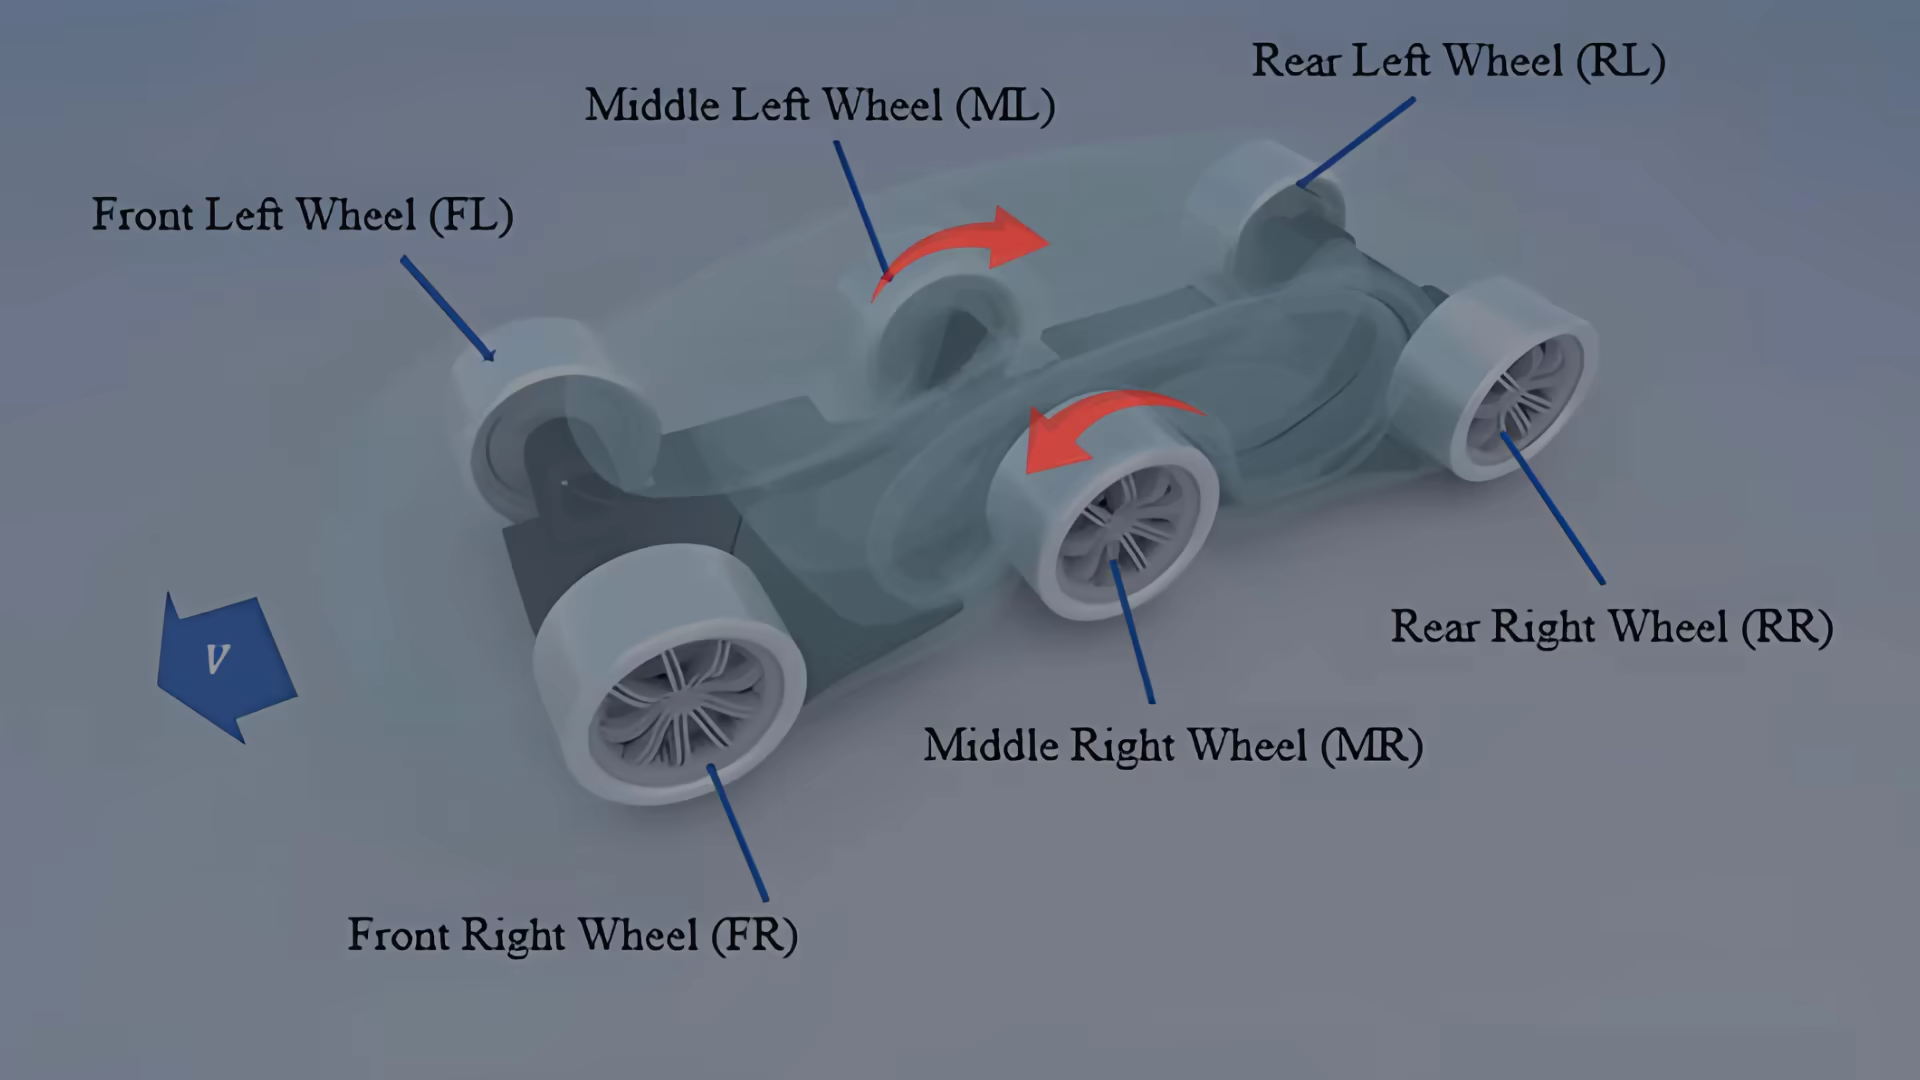 Rear Left Wheel (RL)
Middle Left Wheel (ML)
Front Left Wheel (FL)
V
Rear Right Wheel (RR)
Middle Right Wheel (MR)
Front Right Wheel (FR)